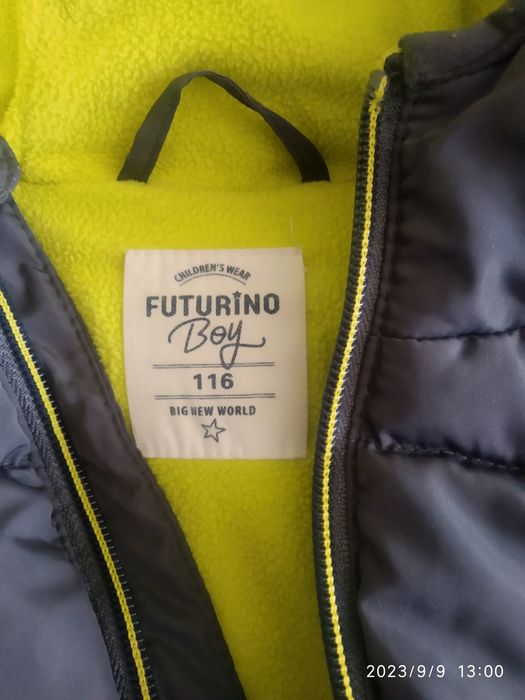 CHILDREN'S WEAR
FUTURINO
Boy
116
BIG NEW WORLD
2023/9/9 13:00